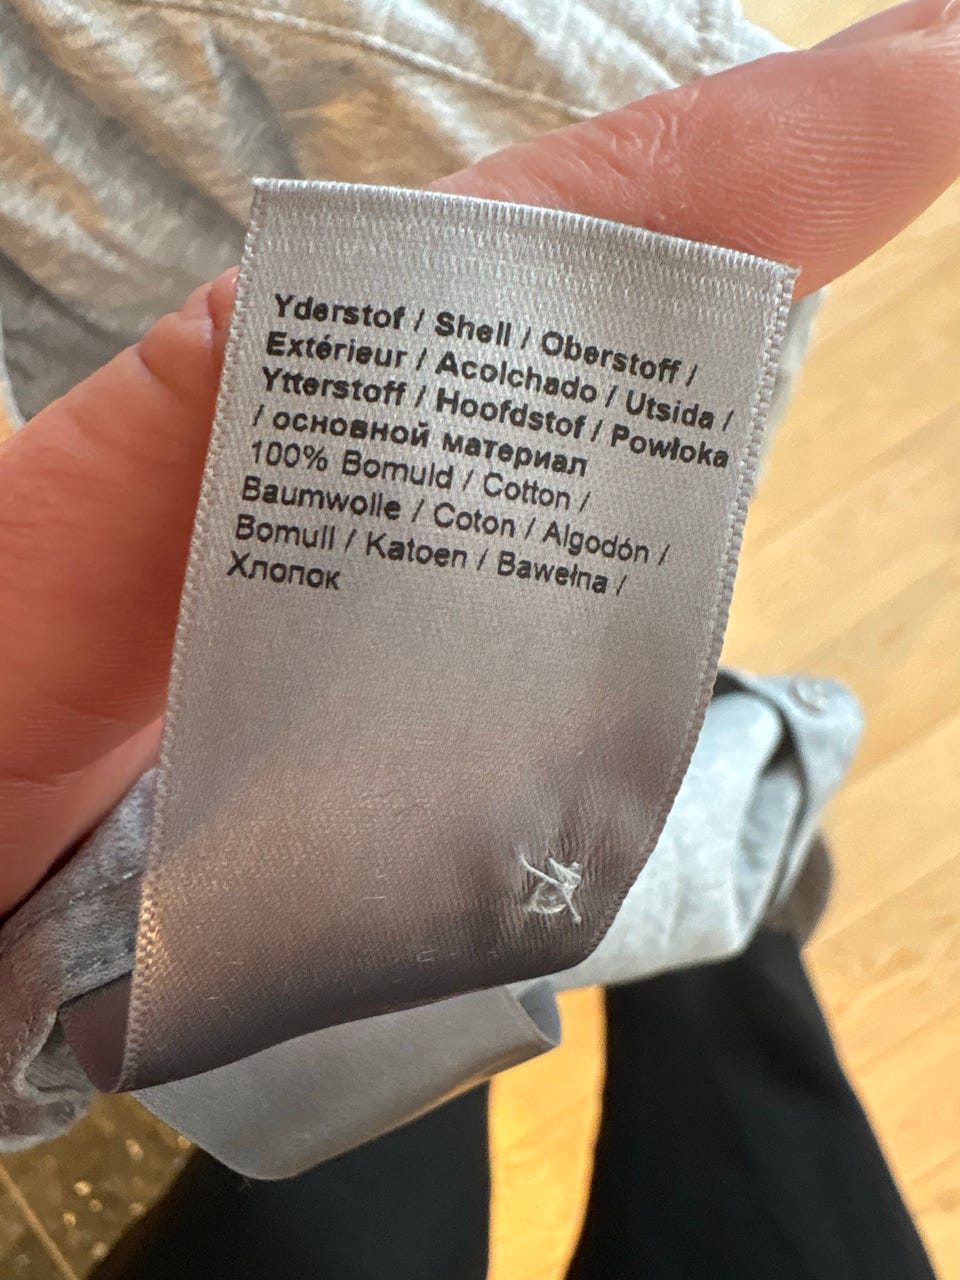 Yderstof / Shell / Oberstoff /
Extérieur / Acolchado / Utsida /
Ytterstoff / Hoofdstof / Powłoka
/ основной материал
100% Bomuld / Cotton /
Baumwolle / Coton / Algodón /
Bomull / Katoen / Bawełna /
Хлопок